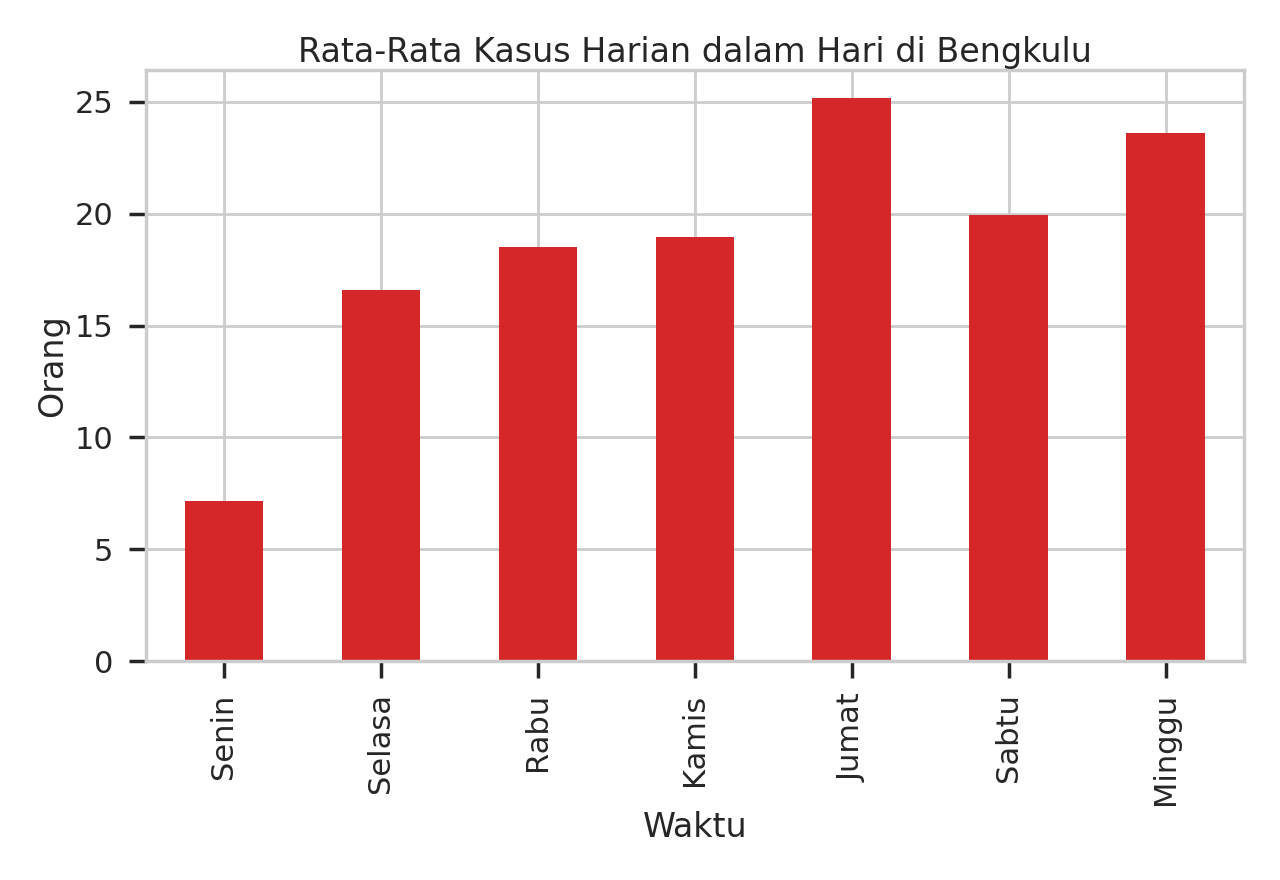 Rata-Rata Kasus Harian dalam Hari di Bengkulu
25
20
15
10
5
0
Orang
Senin
Selasa
Rabu
Kamis
Jumat
Sabtu
Minggu
Waktu